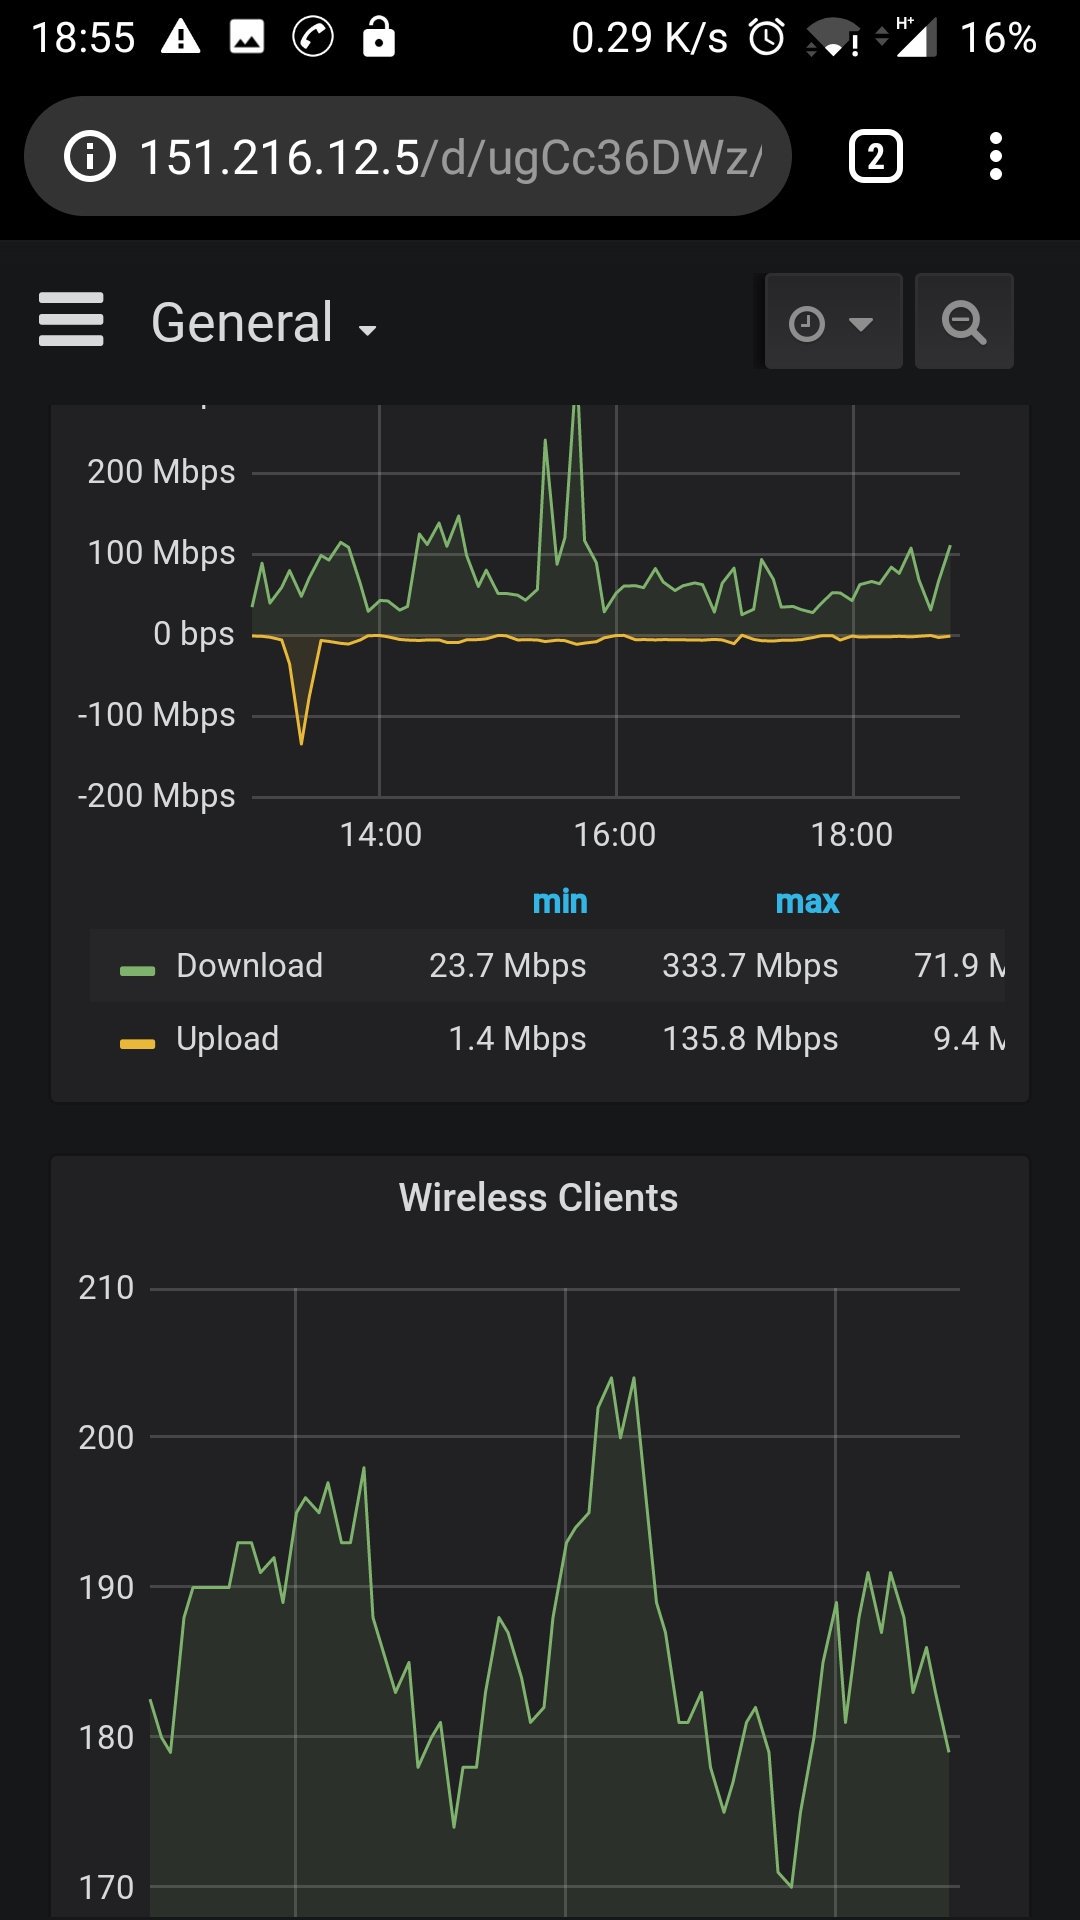 18:55 0.29 K/s H+ 16%
151.216.12.5/d/ugCc36DWz/ 2
General
200 Mbps
100 Mbps
0 bps
-100 Mbps
-200 Mbps
14:00 16:00 18:00
min max
Download 23.7 Mbps 333.7 Mbps 71.9
Upload 1.4 Mbps 135.8 Mbps 9.4
Wireless Clients
210
200
190
180
170